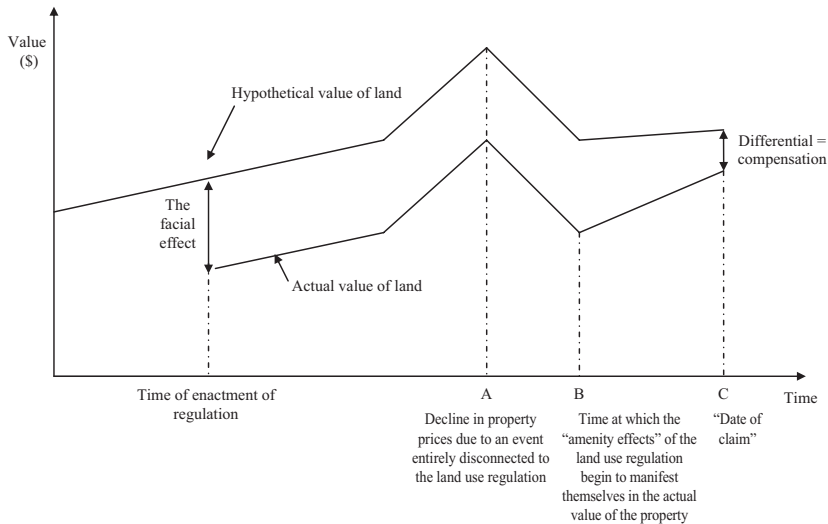 Value
($)
Hypothetical value of land
Differential =
compensation
The
facial
effect
Actual value of land
Time of enactment of
regulation
A
B
C
Time
Decline in property
prices due to an event
entirely disconnected to
the land use regulation
Time at which the
“amenity effects” of the
land use regulation
begin to manifest
themselves in the actual
value of the property
“Date of
claim”